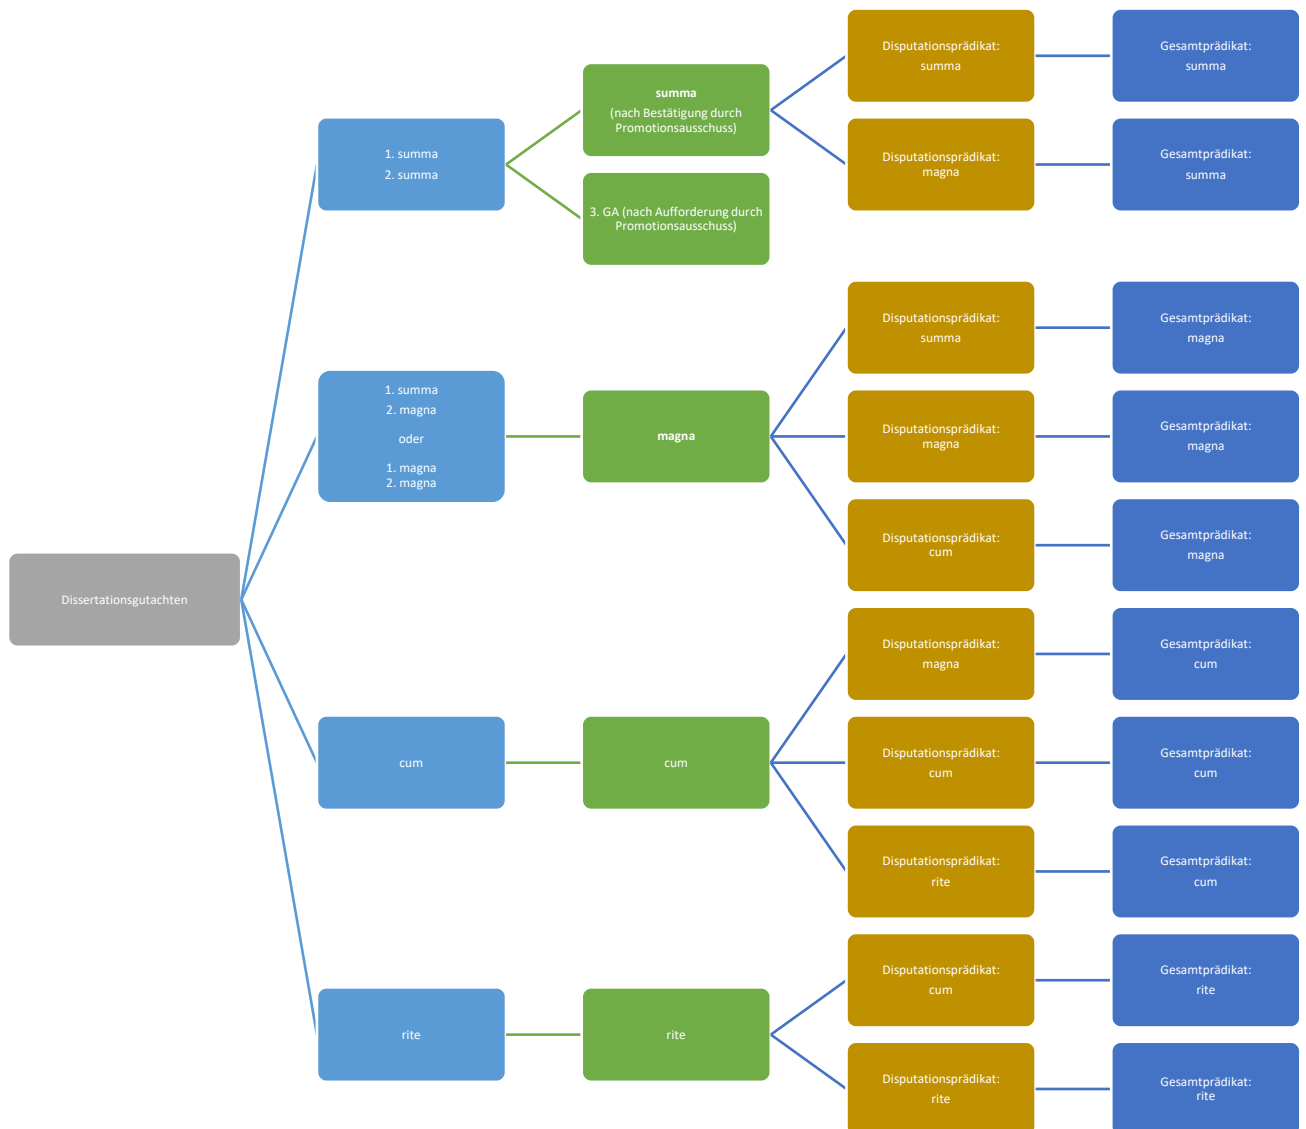 Disputationsprädikat:
summa
Gesamtprädikat:
summa
summa
(nach Bestätigung durch
Promotionsausschuss)
1. summa
2. summa
Disputationsprädikat:
magna
Gesamtprädikat:
summa
3. GA (nach Aufforderung durch
Promotionsausschuss)
Disputationsprädikat:
summa
Gesamtprädikat:
magna
1. summa
2. magna
oder
1. magna
2. magna
magna
Disputationsprädikat:
magna
Gesamtprädikat:
magna
Disputationsprädikat:
cum
Gesamtprädikat:
magna
Dissertationsgutachten
Disputationsprädikat:
magna
Gesamtprädikat:
cum
cum
cum
Disputationsprädikat:
cum
Gesamtprädikat:
cum
Disputationsprädikat:
rite
Gesamtprädikat:
cum
Disputationsprädikat:
cum
Gesamtprädikat:
rite
rite
rite
Disputationsprädikat:
rite
Gesamtprädikat:
rite